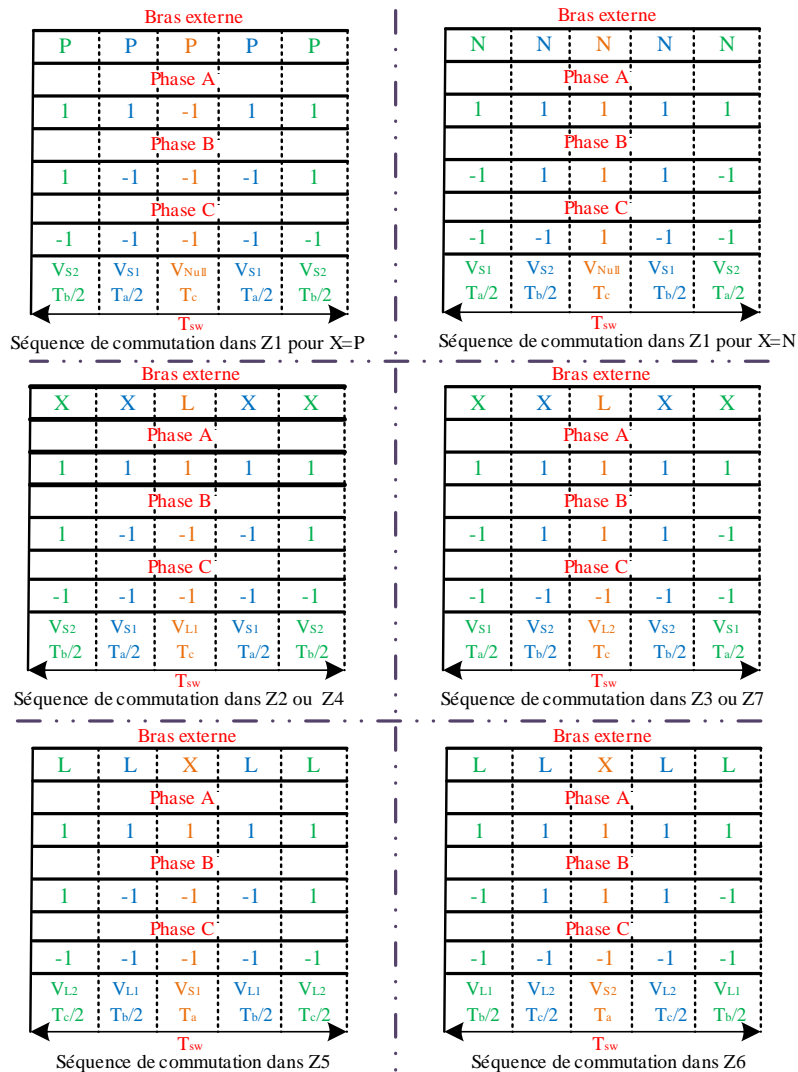 Bras externe
P P P P P
Phase A
1 1 -1 1 1
Phase B
1 -1 -1 -1 1
Phase C
-1 -1 -1 -1 -1
VS2 VS1 VNull VS1 VS2
Tb/2 Ta/2 Tc Ta/2 Tb/2
Tsw
Séquence de commutation dans Z1 pour X=P
Bras externe
N N N N N
Phase A
1 1 1 1 1
Phase B
-1 1 1 1 -1
Phase C
-1 -1 1 -1 -1
VS1 VS2 VNull VS1 VS2
Ta/2 Tb/2 Tc Tb/2 Ta/2
Tsw
Séquence de commutation dans Z1 pour X=N
Bras externe
X X L X X
Phase A
1 1 1 1 1
Phase B
1 -1 -1 -1 1
Phase C
-1 -1 -1 -1 -1
VS2 VS1 VL1 VS1 VS2
Tb/2 Ta/2 Tc Ta/2 Tb/2
Tsw
Séquence de commutation dans Z2 ou Z4
Bras externe
X X L X X
Phase A
1 1 1 1 1
Phase B
-1 1 1 1 -1
Phase C
-1 -1 -1 -1 -1
VS1 VS2 VL2 VS2 VS1
Ta/2 Tb/2 Tc Tb/2 Ta/2
Tsw
Séquence de commutation dans Z3 ou Z7
Bras externe
L L X L L
Phase A
1 1 1 1 1
Phase B
1 -1 -1 -1 1
Phase C
-1 -1 -1 -1 -1
VL2 VL1 VS1 VL1 VL2
Tc/2 Tb/2 Ta Tb/2 Tc/2
Tsw
Séquence de commutation dans Z5
Bras externe
L L X L L
Phase A
1 1 1 1 1
Phase B
-1 1 1 1 -1
Phase C
-1 -1 -1 -1 -1
VL1 VL2 VS2 VL2 VL1
Tb/2 Tc/2 Ta Tc/2 Tb/2
Tsw
Séquence de commutation dans Z6